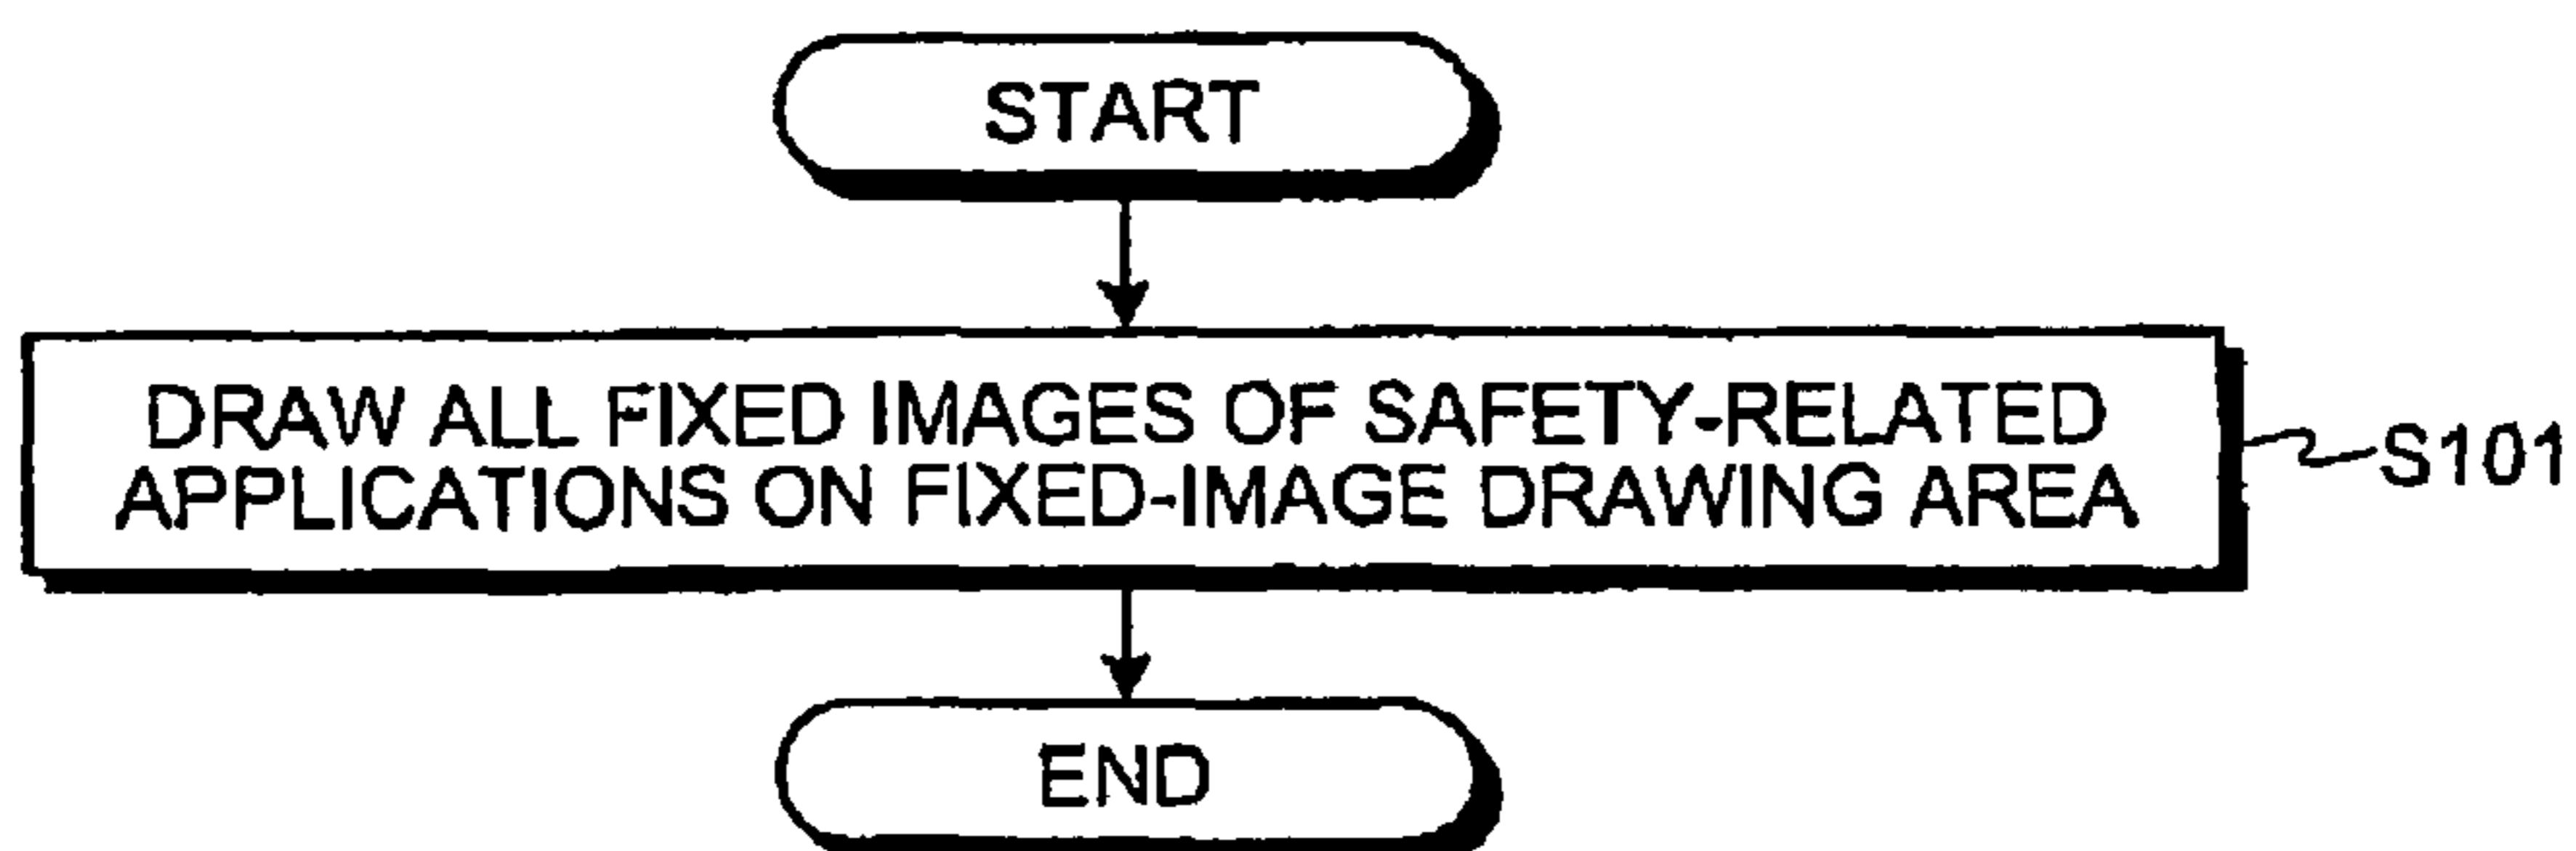 START
DRAW ALL FIXED IMAGES OF SAFETY-RELATED
APPLICATIONS ON FIXED-IMAGE DRAWING AREA
S101
END